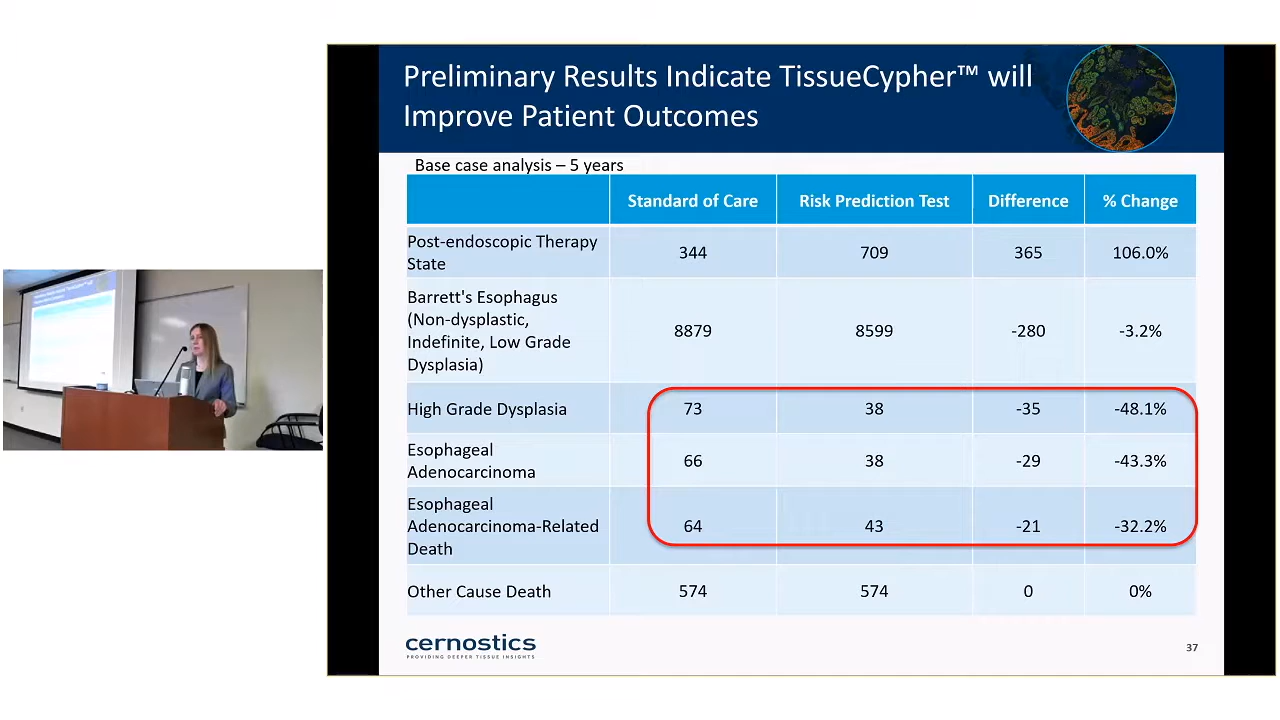 Preliminary Results Indicate TissueCypher™ will
Improve Patient Outcomes
Base case analysis – 5 years
Standard of Care Risk Prediction Test Difference % Change
Post-endoscopic Therapy
State
344 709 365 106.0%
Barrett's Esophagus
(Non-dysplastic,
Indefinite, Low Grade
Dysplasia)
8879 8599 -280 -3.2%
High Grade Dysplasia 73 38 -35 -48.1%
Esophageal
Adenocarcinoma
66 38 -29 -43.3%
Esophageal
Adenocarcinoma-Related
Death
64 43 -21 -32.2%
Other Cause Death 574 574 0 0%
cernostics
PROVIDING DEEPER TISSUE INSIGHTS
37